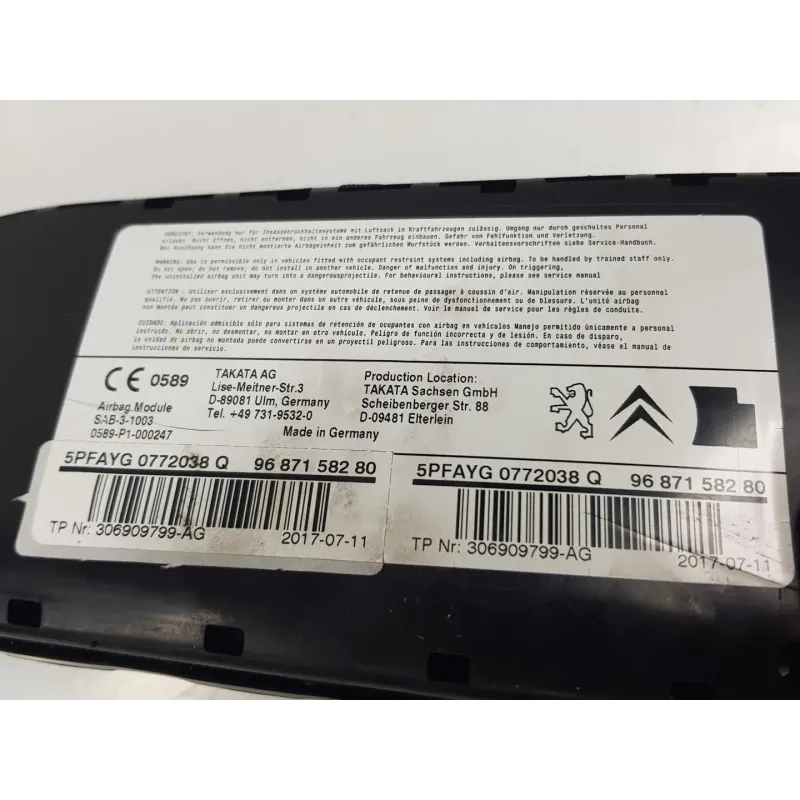 VORSICHT: Verwendung nur für Insassenrückhaltesysteme mit Luftsack in Kraftfahrzeugen zulässig. Umgang nur durch geschultes Personal
erlaubt. Nicht öffnen, nicht entfernen, nicht in ein anderes Fahrzeug einbauen. Gefahr von Fehlfunktion und Verletzung.
Bei Auslösung kann die nicht montierte Airbageinheit zum gefährlichen Wurfstück werden. Verhaltensvorschriften siehe Service-Handbuch.
WARNING: Use is permissible only in vehicles fitted with occupant restraint systems including airbag. To be handled by trained staff only.
Do not open; do not remove; do not install in another vehicle. Danger of malfunction and injury. On triggering,
the uninstalled airbag unit may turn into a dangerous projectile. For behavioural instructions, please see service manual
ATTENTION: Utiliser exclusivement dans un système automobile de retenue de passager à coussin d'air. Manipulation réservée au personnel
qualifié. Ne pas ouvrir, retirer ou monter dans un autre véhicule, sous peine de dysfonctionnement ou de blessure. L'unité airbag
non montée peut constituer un dangereux projectile en cas de déclenchement. Voir le manuel de service pour les règles de conduite.
CUIDADO: Aplicación admisible sólo para sistemas de retención de ocupantes con airbag en vehículos Manejo permitido únicamente a personal
instruido. No abrir, no desmontar, no montar en otro vehículo. Peligro de función incorrecta y de lesión. En caso de disparo,
la unidad de airbag no montada puede convertirse en un peligroso proyectil. Para las instrucciones de comportamiento, véase el manual de
instrucciones de servicio.
CE 0589
Airbag Module
SAB-3-1003
0589-P1-000247
TAKATA AG
Lise-Meitner-Str.3
D-89081 Ulm, Germany
Tel. +49 731-9532-0
Made in Germany
Production Location:
TAKATA Sachsen GmbH
Scheibenberger Str. 88
D-09481 Elterlein
5PFAYG 0772038 Q 96 871 582 80
TP Nr: 306909799-AG 2017-07-11
5PFAYG 0772038 Q 96 871 582 80
TP Nr: 306909799-AG 2017-07-11